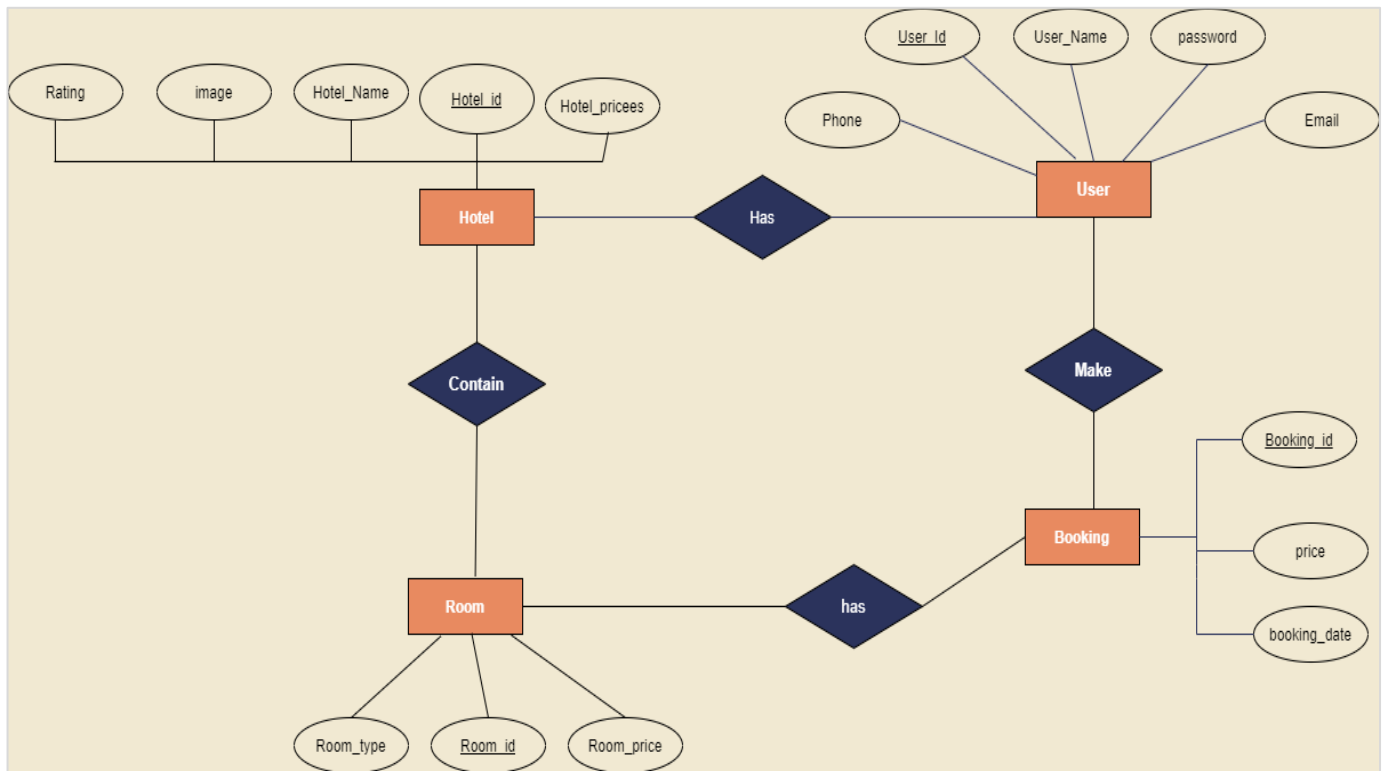 User_Id
User_Name
password
Rating
image
Hotel_Name
Hotel_id
Hotel_pricees
Phone
Email
User
Hotel
Has
Contain
Make
Booking_id
Booking
price
Room
has
booking_date
Room_type
Room_id
Room_price